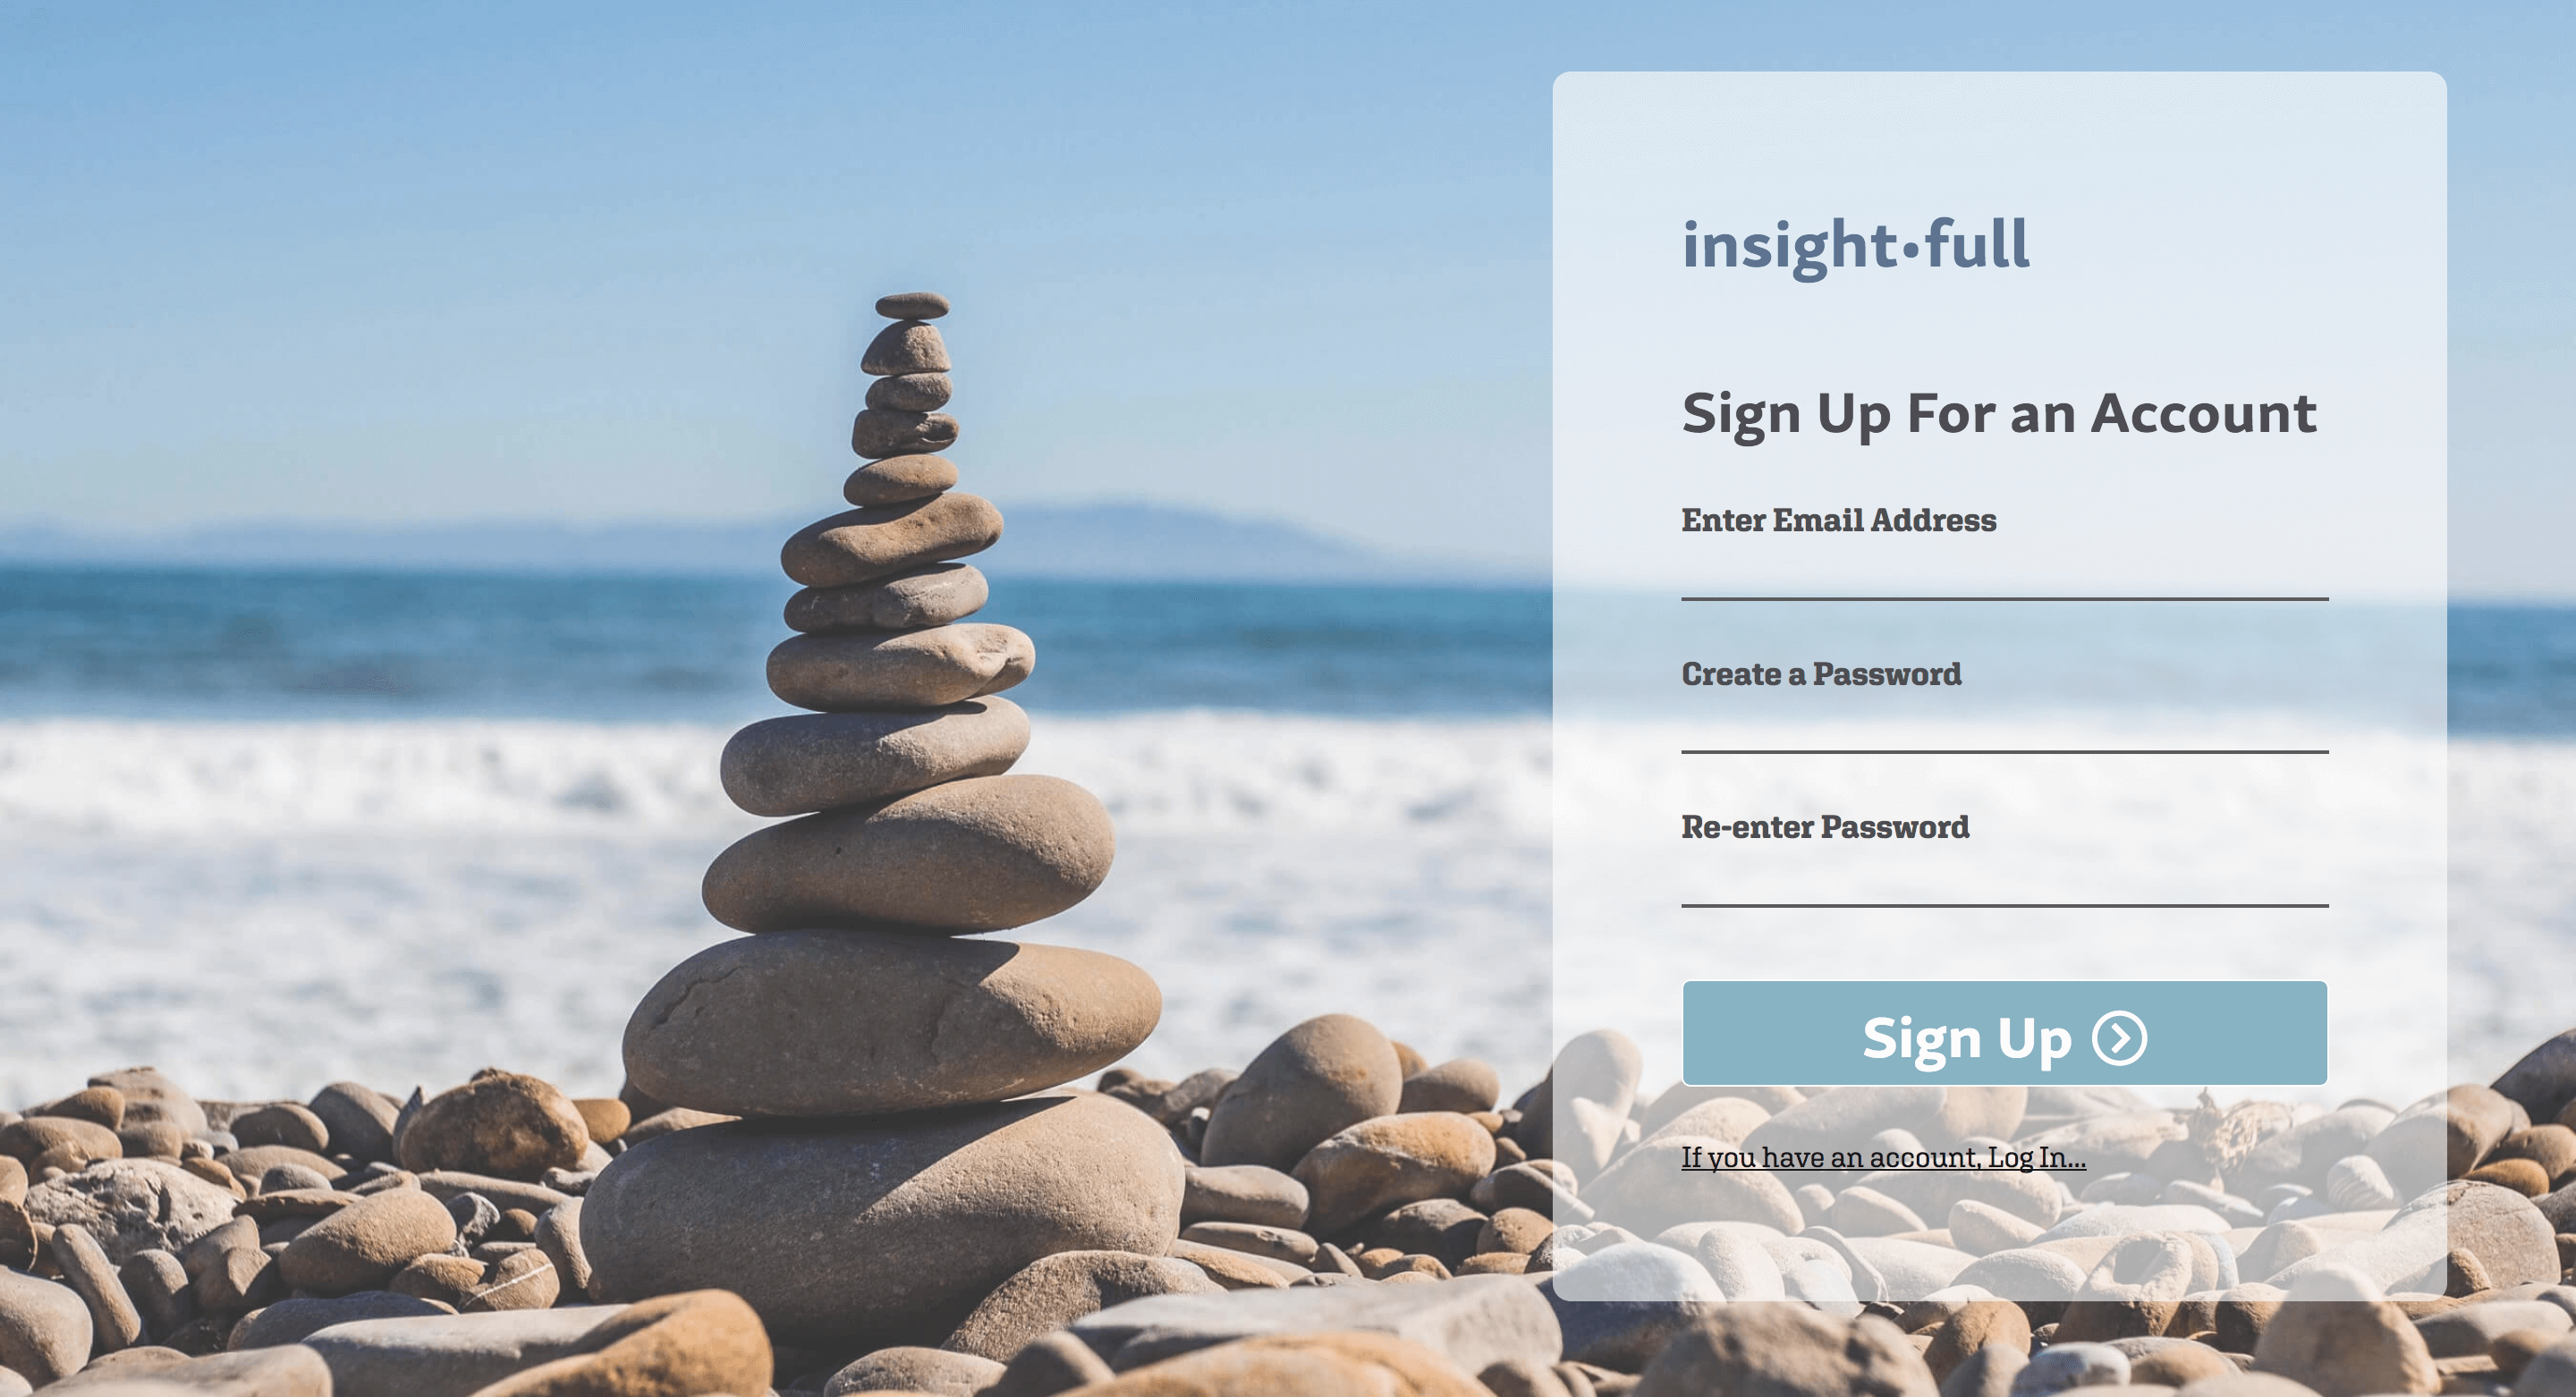 insight•full
Sign Up For an Account
Enter Email Address
Create a Password
Re-enter Password
Sign Up
If you have an account, Log In...